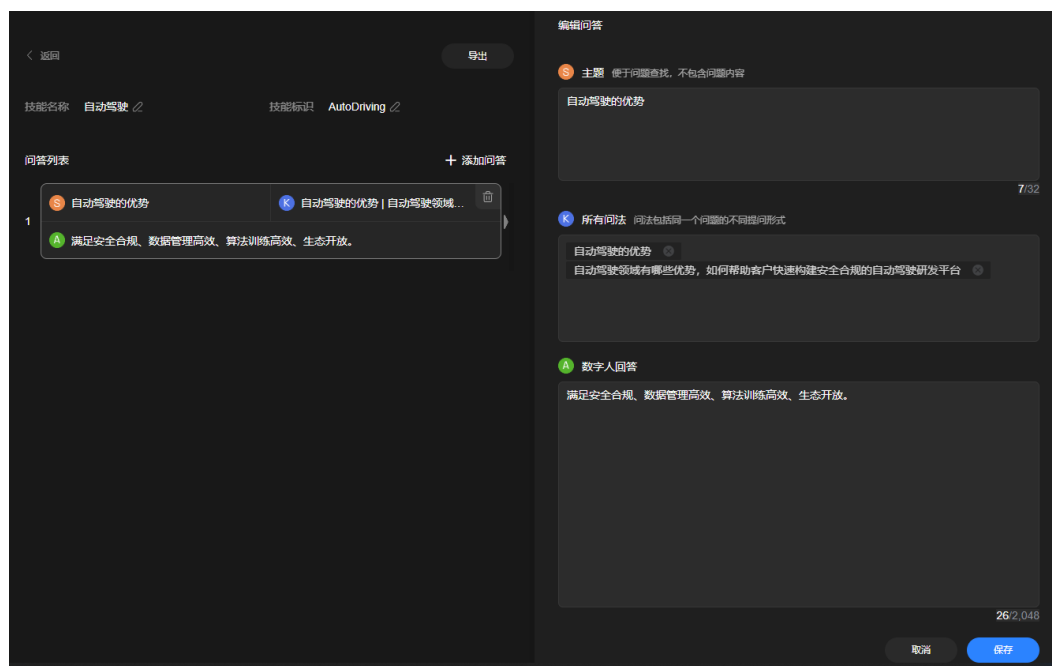 返回
导出
技能名称 自动驾驶 技能标识 AutoDriving
问答列表 + 添加问答
1
S 自动驾驶的优势 K 自动驾驶的优势 | 自动驾驶领域...
A 满足安全合规、数据管理高效、算法训练高效、生态开放。
编辑问答
S 主题 便于问题查找，不包含问题内容
自动驾驶的优势
7/32
K 所有问法 问法包括同一个问题的不同提问形式
自动驾驶的优势
自动驾驶领域有哪些优势，如何帮助客户快速构建安全合规的自动驾驶研发平台
A 数字人回答
满足安全合规、数据管理高效、算法训练高效、生态开放。
26/2,048
取消 保存